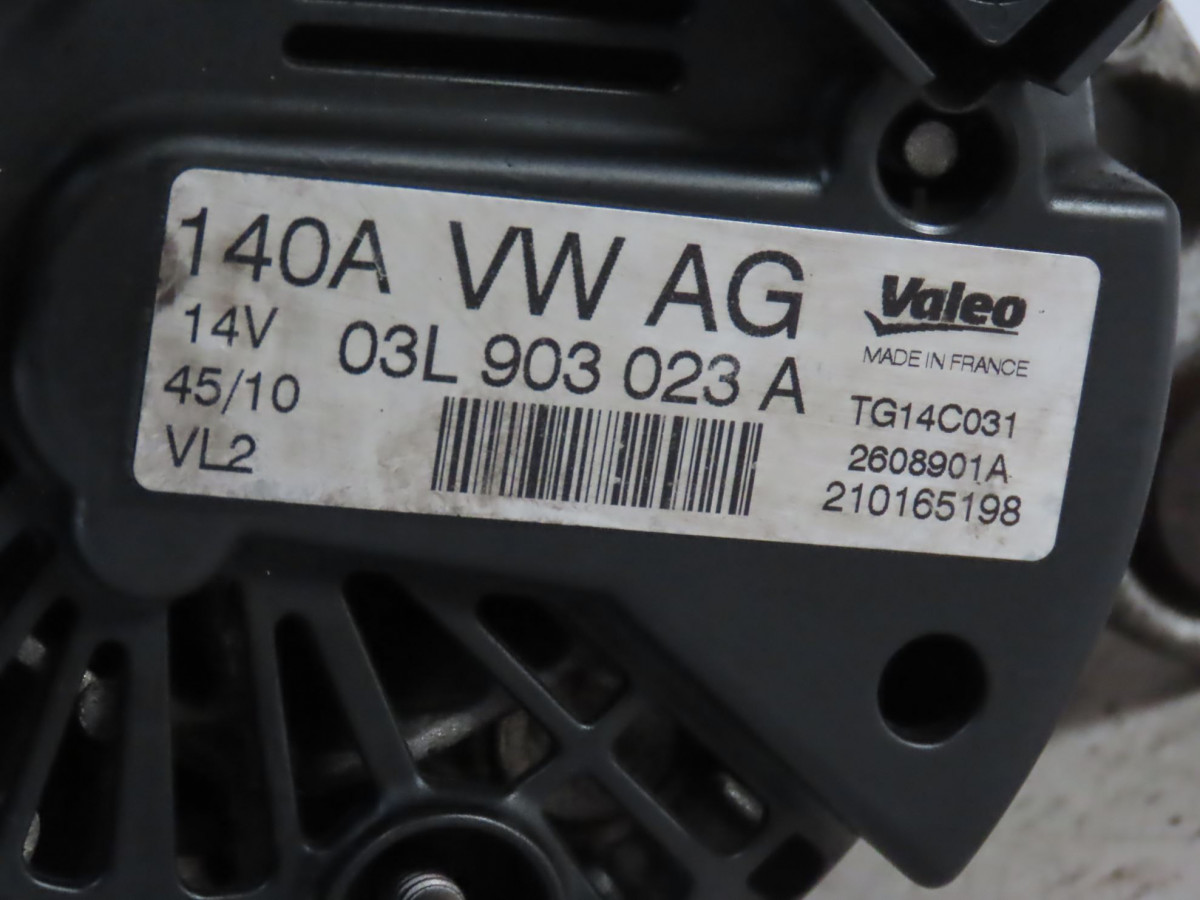 140A VW AG
14V
03L 903 023 A
45/10
VL2
Valeo
MADE IN FRANCE
TG14C031
2608901A
210165198